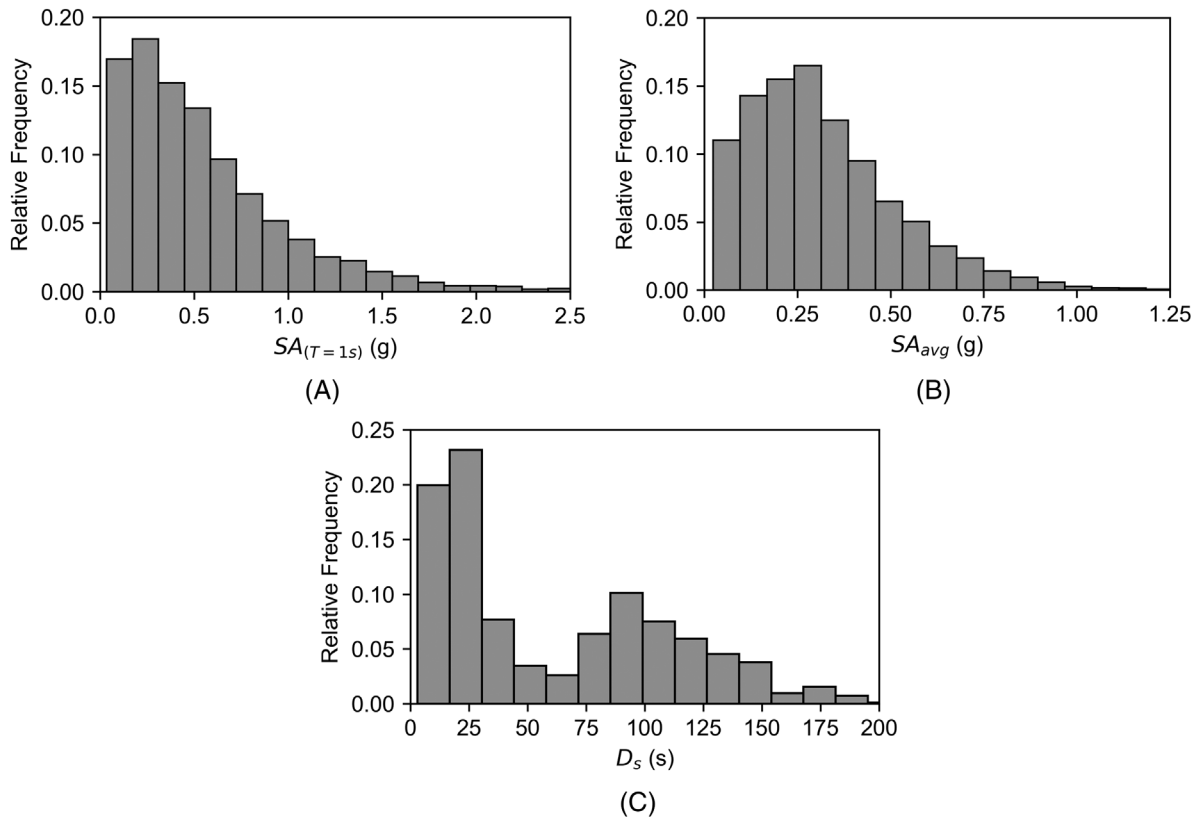 0.20
0.15
0.10
0.05
0.00
Relative Frequency
0.0 0.5 1.0 1.5 2.0 2.5
SA(T = 1s) (g)
(A)
0.20
0.15
0.10
0.05
0.00
Relative Frequency
0.00 0.25 0.50 0.75 1.00 1.25
SAavg (g)
(B)
0.25
0.20
0.15
0.10
0.05
0.00
Relative Frequency
0 25 50 75 100 125 150 175 200
Ds (s)
(C)